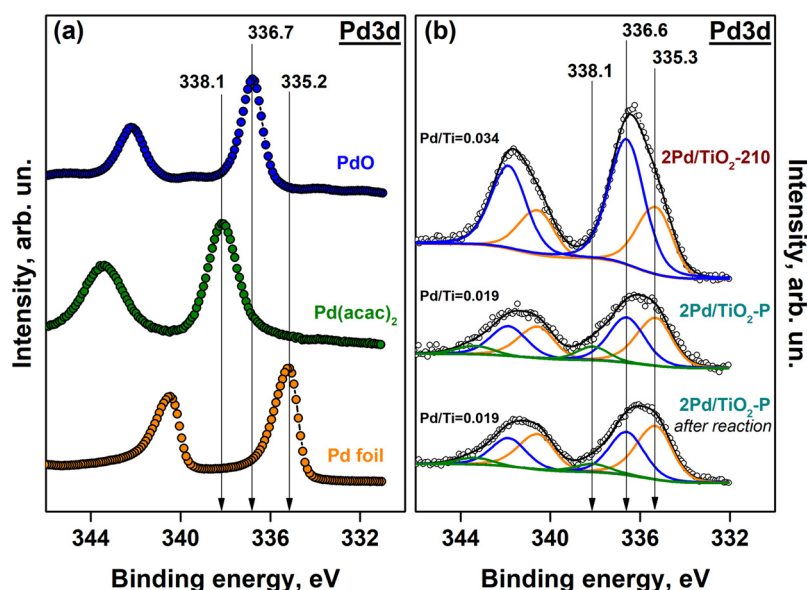 (a)
Pd3d
336.7
338.1
335.2
PdO
Pd(acac)₂
Pd foil
344
340
336
332
Binding energy, eV
Intensity, arb. un.
(b)
Pd3d
336.6
338.1
335.3
Pd/Ti=0.034
2Pd/TiO₂-210
Pd/Ti=0.019
2Pd/TiO₂-P
Pd/Ti=0.019
2Pd/TiO₂-P
after reaction
344
340
336
332
Binding energy, eV
Intensity, arb. un.